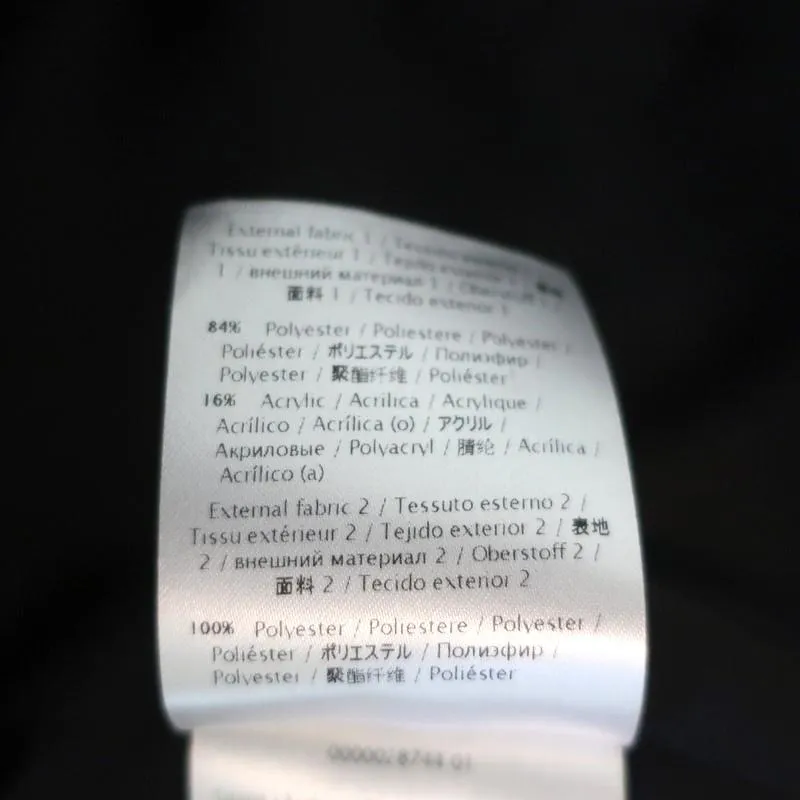 External fabric 1 / Tessuto esterno
Tissu extérieur 1 / Tejido exterior 1
1 / внешний материал 1 / Oberstoff 1 /
面料 1 / Tecido exterior 1
84% Polyester / Poliestere / Polyester /
Poliéster / ポリエステル / Полиэфир /
Polyester / 聚酯纤维 / Poliéster
16% Acrylic / Acrilica / Acrylique /
Acrílico / Acrílica (o) / アクリル /
Акриловые / Polyacryl / 腈纶 / Acrílica /
Acrílico (a)
External fabric 2 / Tessuto esterno 2 /
Tissu extérieur 2 / Tejido exterior 2 / 表地
2 / внешний материал 2 / Oberstoff 2 /
面料 2 / Tecido exterior 2
100% Polyester / Poliestere / Polyester /
Poliéster / ポリエステル / Полиэфир /
Polyester / 聚酯纤维 / Poliéster